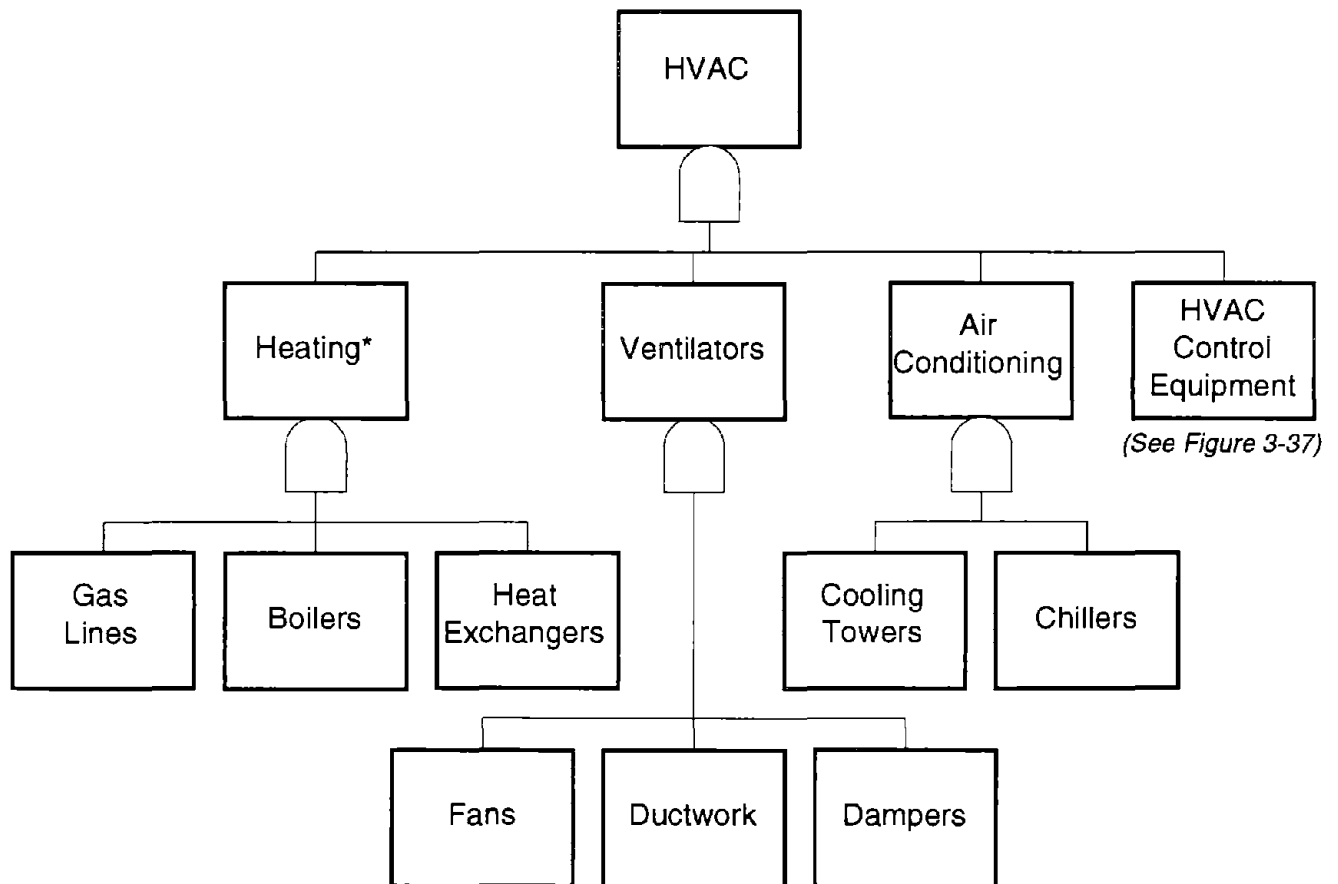 HVAC
Heating*
Ventilators
Air
Conditioning
HVAC
Control
Equipment
(See Figure 3-37)
Gas
Lines
Boilers
Heat
Exchangers
Cooling
Towers
Chillers
Fans
Ductwork
Dampers